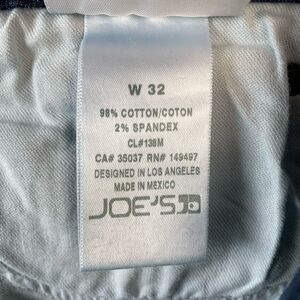 W 32
98% COTTON/COTON
2% SPANDEX
CL#138M
CA# 35037 RN# 149497
DESIGNED IN LOS ANGELES
MADE IN MEXICO
JOE'S